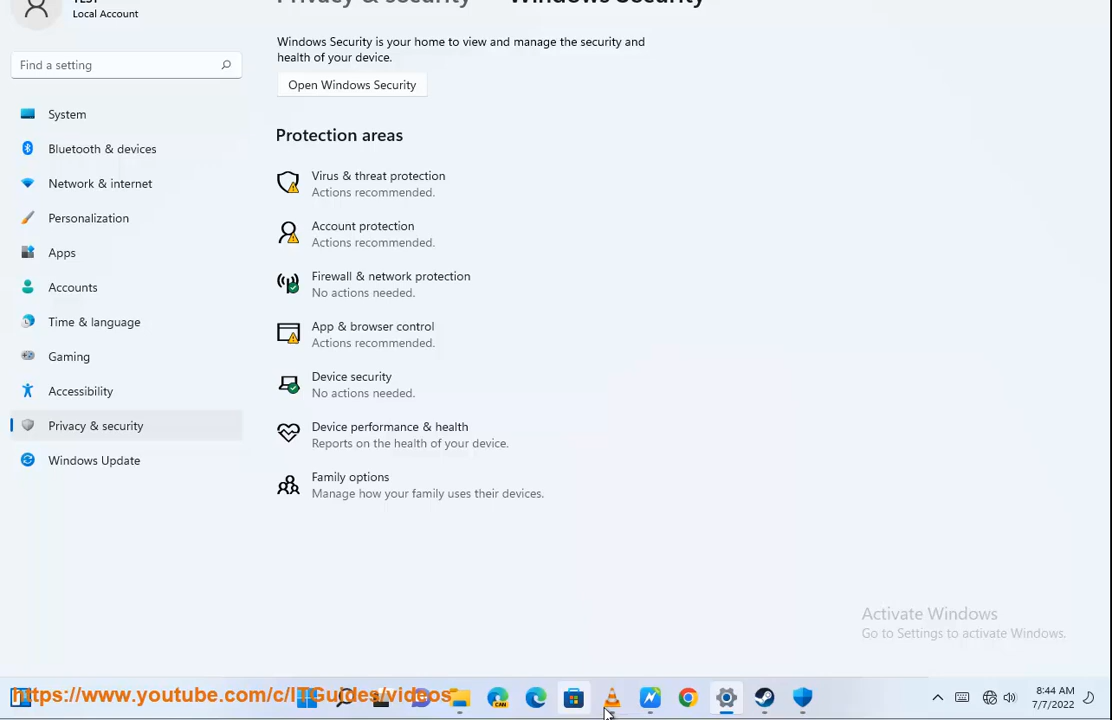 TEST
Local Account
Privacy & security
Windows Security
Windows Security is your home to view and manage the security and
health of your device.
Find a setting
Open Windows Security
System
Bluetooth & devices
Network & internet
Personalization
Apps
Accounts
Time & language
Gaming
Accessibility
Privacy & security
Windows Update
Protection areas
Virus & threat protection
Actions recommended.
Account protection
Actions recommended.
Firewall & network protection
No actions needed.
App & browser control
Actions recommended.
Device security
No actions needed.
Device performance & health
Reports on the health of your device.
Family options
Manage how your family uses their devices.
Activate Windows
Go to Settings to activate Windows.
https://www.youtube.com/c/ITGuides/videos
CAN
8:44 AM
7/7/2022